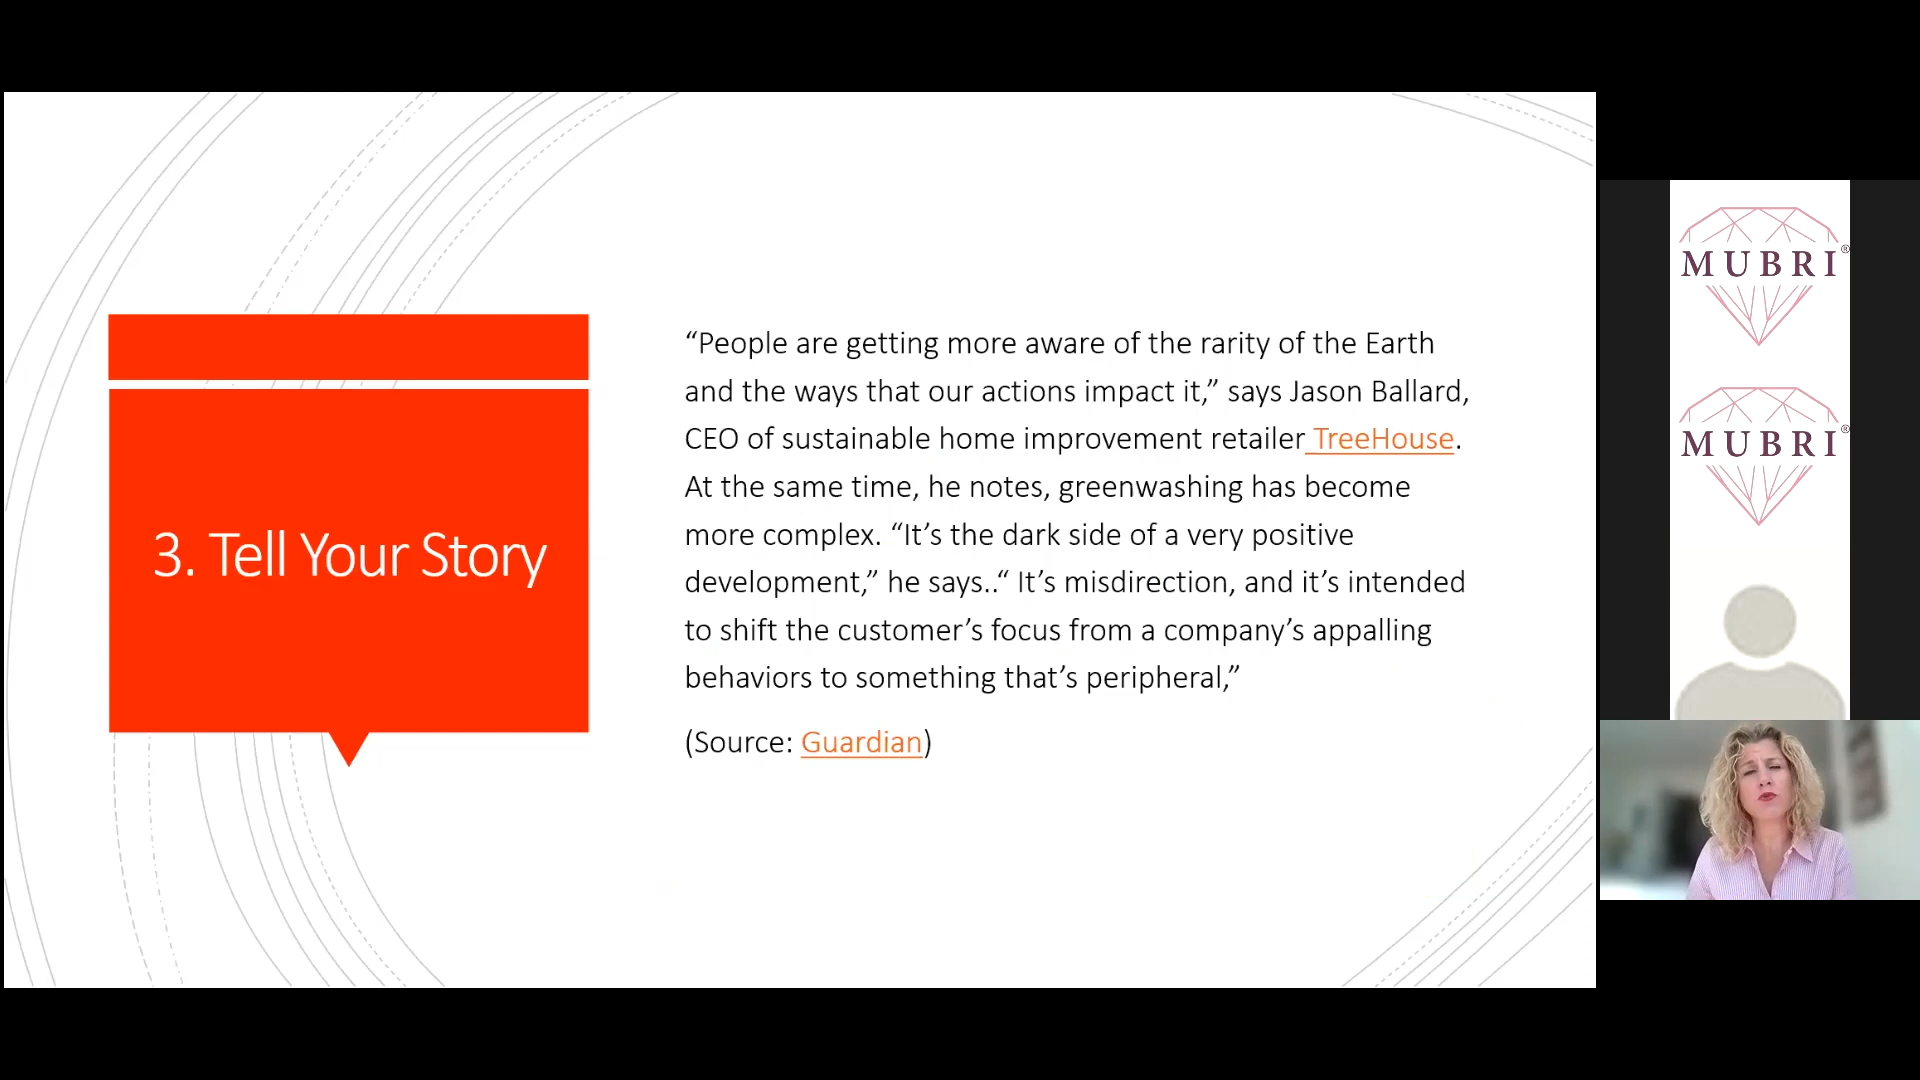 3. Tell Your Story
“People are getting more aware of the rarity of the Earth
and the ways that our actions impact it,” says Jason Ballard,
CEO of sustainable home improvement retailer TreeHouse.
At the same time, he notes, greenwashing has become
more complex. “It’s the dark side of a very positive
development,” he says..“ It’s misdirection, and it’s intended
to shift the customer’s focus from a company’s appalling
behaviors to something that’s peripheral,”
(Source: Guardian)
MUBRI®
MUBRI®